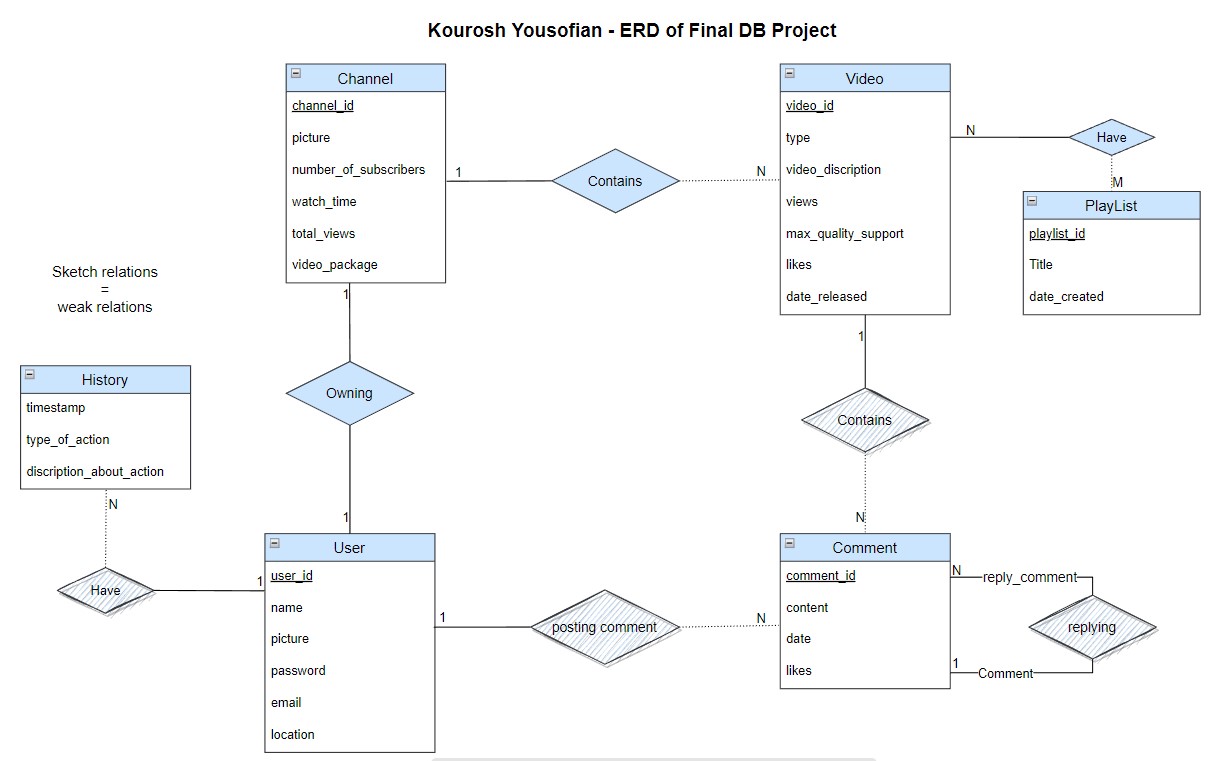 Kourosh Yousofian - ERD of Final DB Project
Channel
channel_id
picture
number_of_subscribers
watch_time
total_views
video_package
1
Contains
N
Video
video_id
type
video_discription
views
max_quality_support
likes
date_released
N
Have
M
PlayList
playlist_id
Title
date_created
Sketch relations
=
weak relations
1
Owning
1
1
Contains
N
History
timestamp
type_of_action
discription_about_action
N
Have
1
User
user_id
name
picture
password
email
location
1
posting comment
N
Comment
comment_id
content
date
likes
N
reply_comment
replying
1
Comment